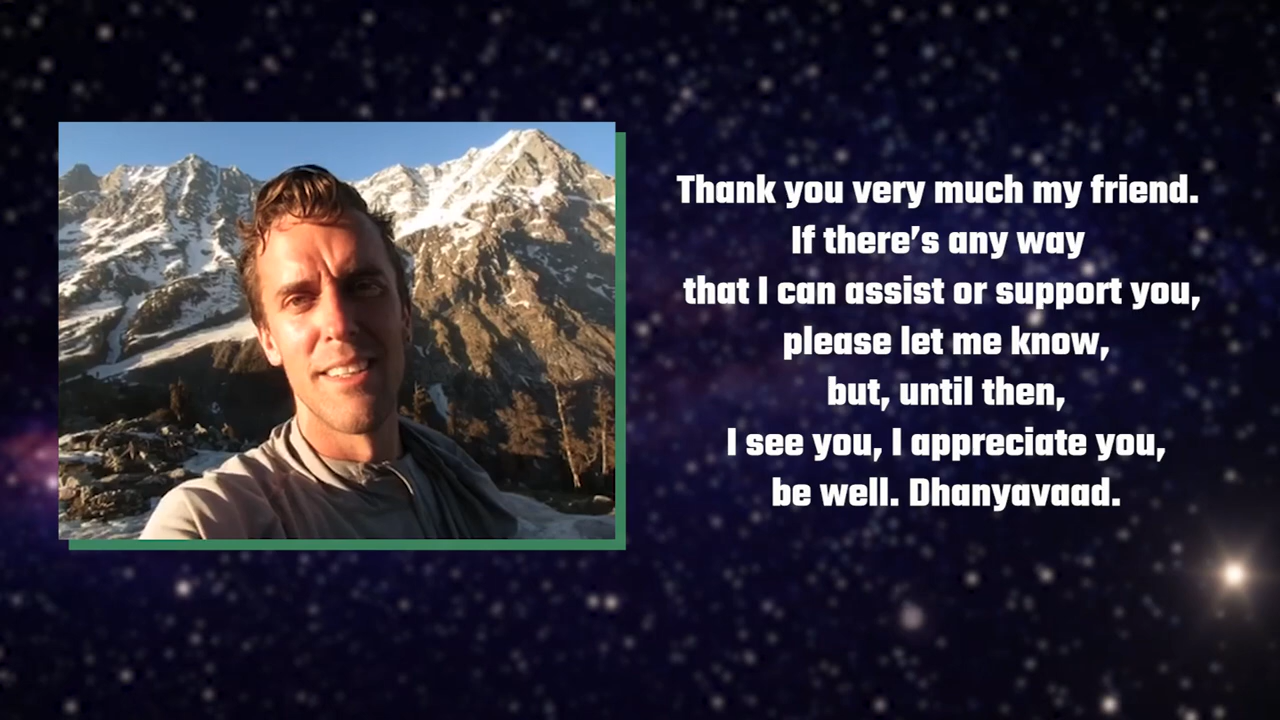 Thank you very much my friend.
If there's any way
that I can assist or support you,
please let me know,
but, until then,
I see you, I appreciate you,
be well. Dhanyavaad.